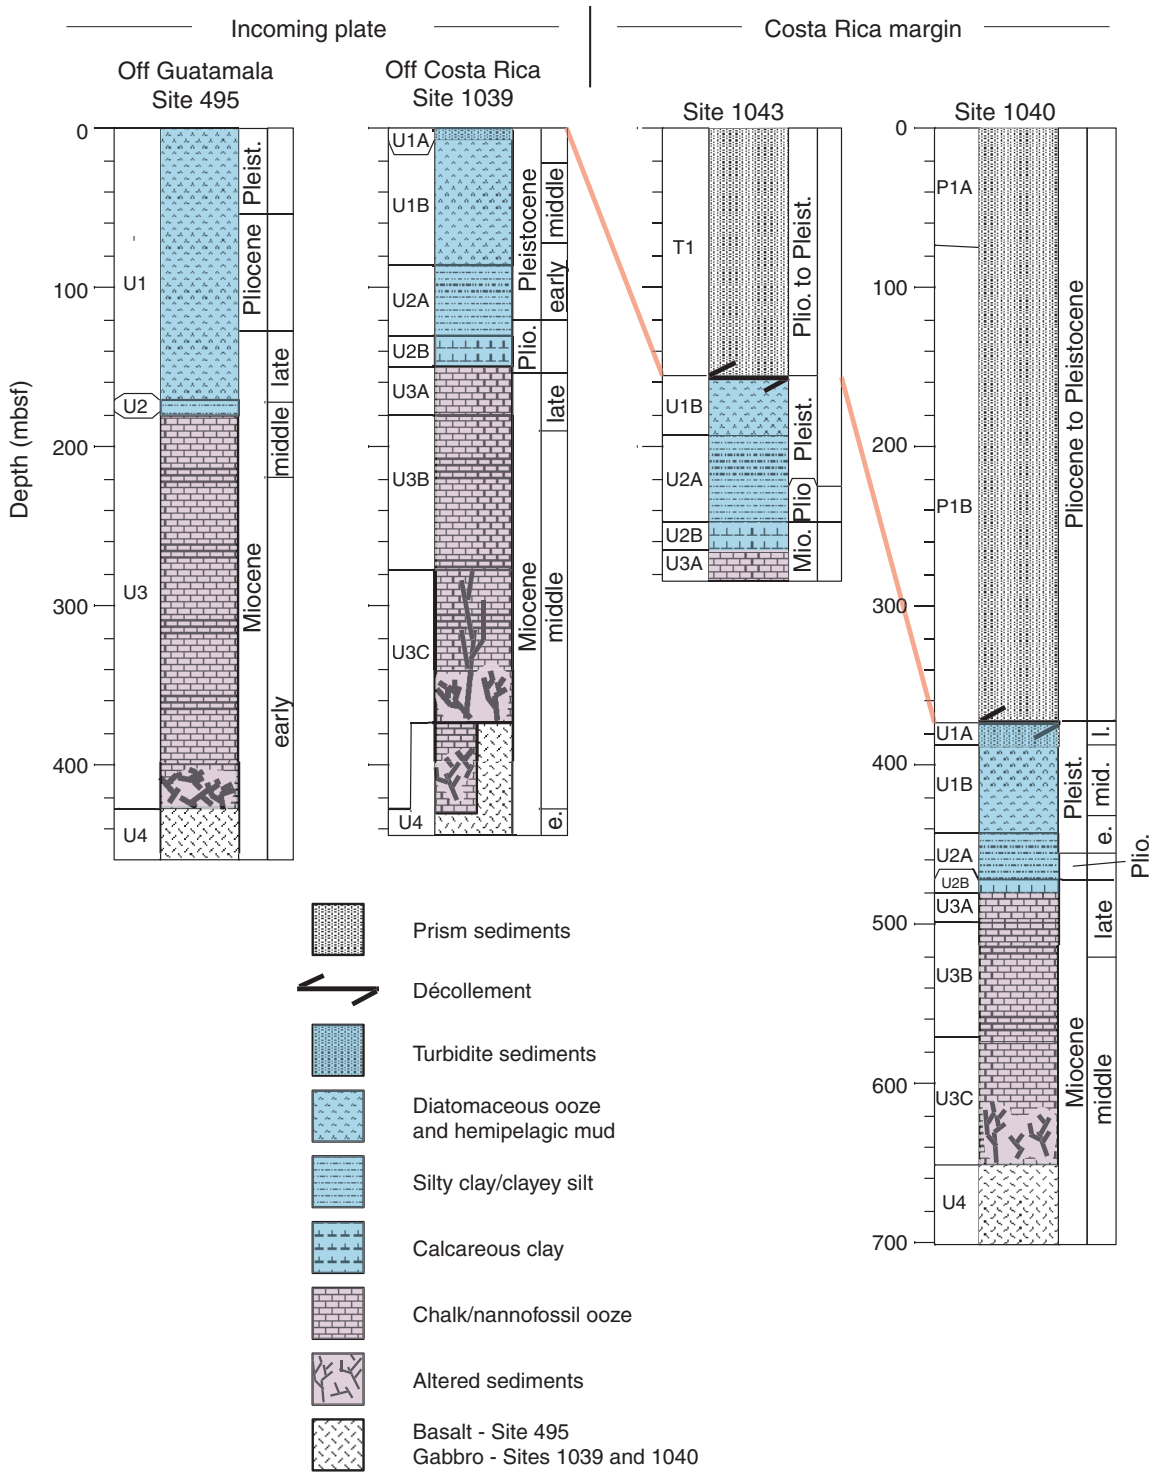 Incoming plate
Costa Rica margin
Off Guatamala
Site 495
Off Costa Rica
Site 1039
Site 1043
Site 1040
Depth (mbsf)
0
100
200
300
400
U1
U2
U3
U4
Pleist.
Pliocene
Miocene
late
middle
early
U1A
U1B
U2A
U2B
U3A
U3B
U3C
U4
Pleistocene
Plio.
Miocene
middle
early
late
middle
e.
T1
U1B
U2A
U2B
U3A
Plio. to Pleist.
Pleist.
Plio
Mio.
0
100
200
300
400
500
600
700
P1A
P1B
U1A
U1B
U2A
U2B
U3A
U3B
U3C
U4
Pliocene to Pleistocene
Pleist.
Miocene
l.
mid.
e.
Plio.
late
middle
Prism sediments
Décollement
Turbidite sediments
Diatomaceous ooze
and hemipelagic mud
Silty clay/clayey silt
Calcareous clay
Chalk/nannofossil ooze
Altered sediments
Basalt - Site 495
Gabbro - Sites 1039 and 1040